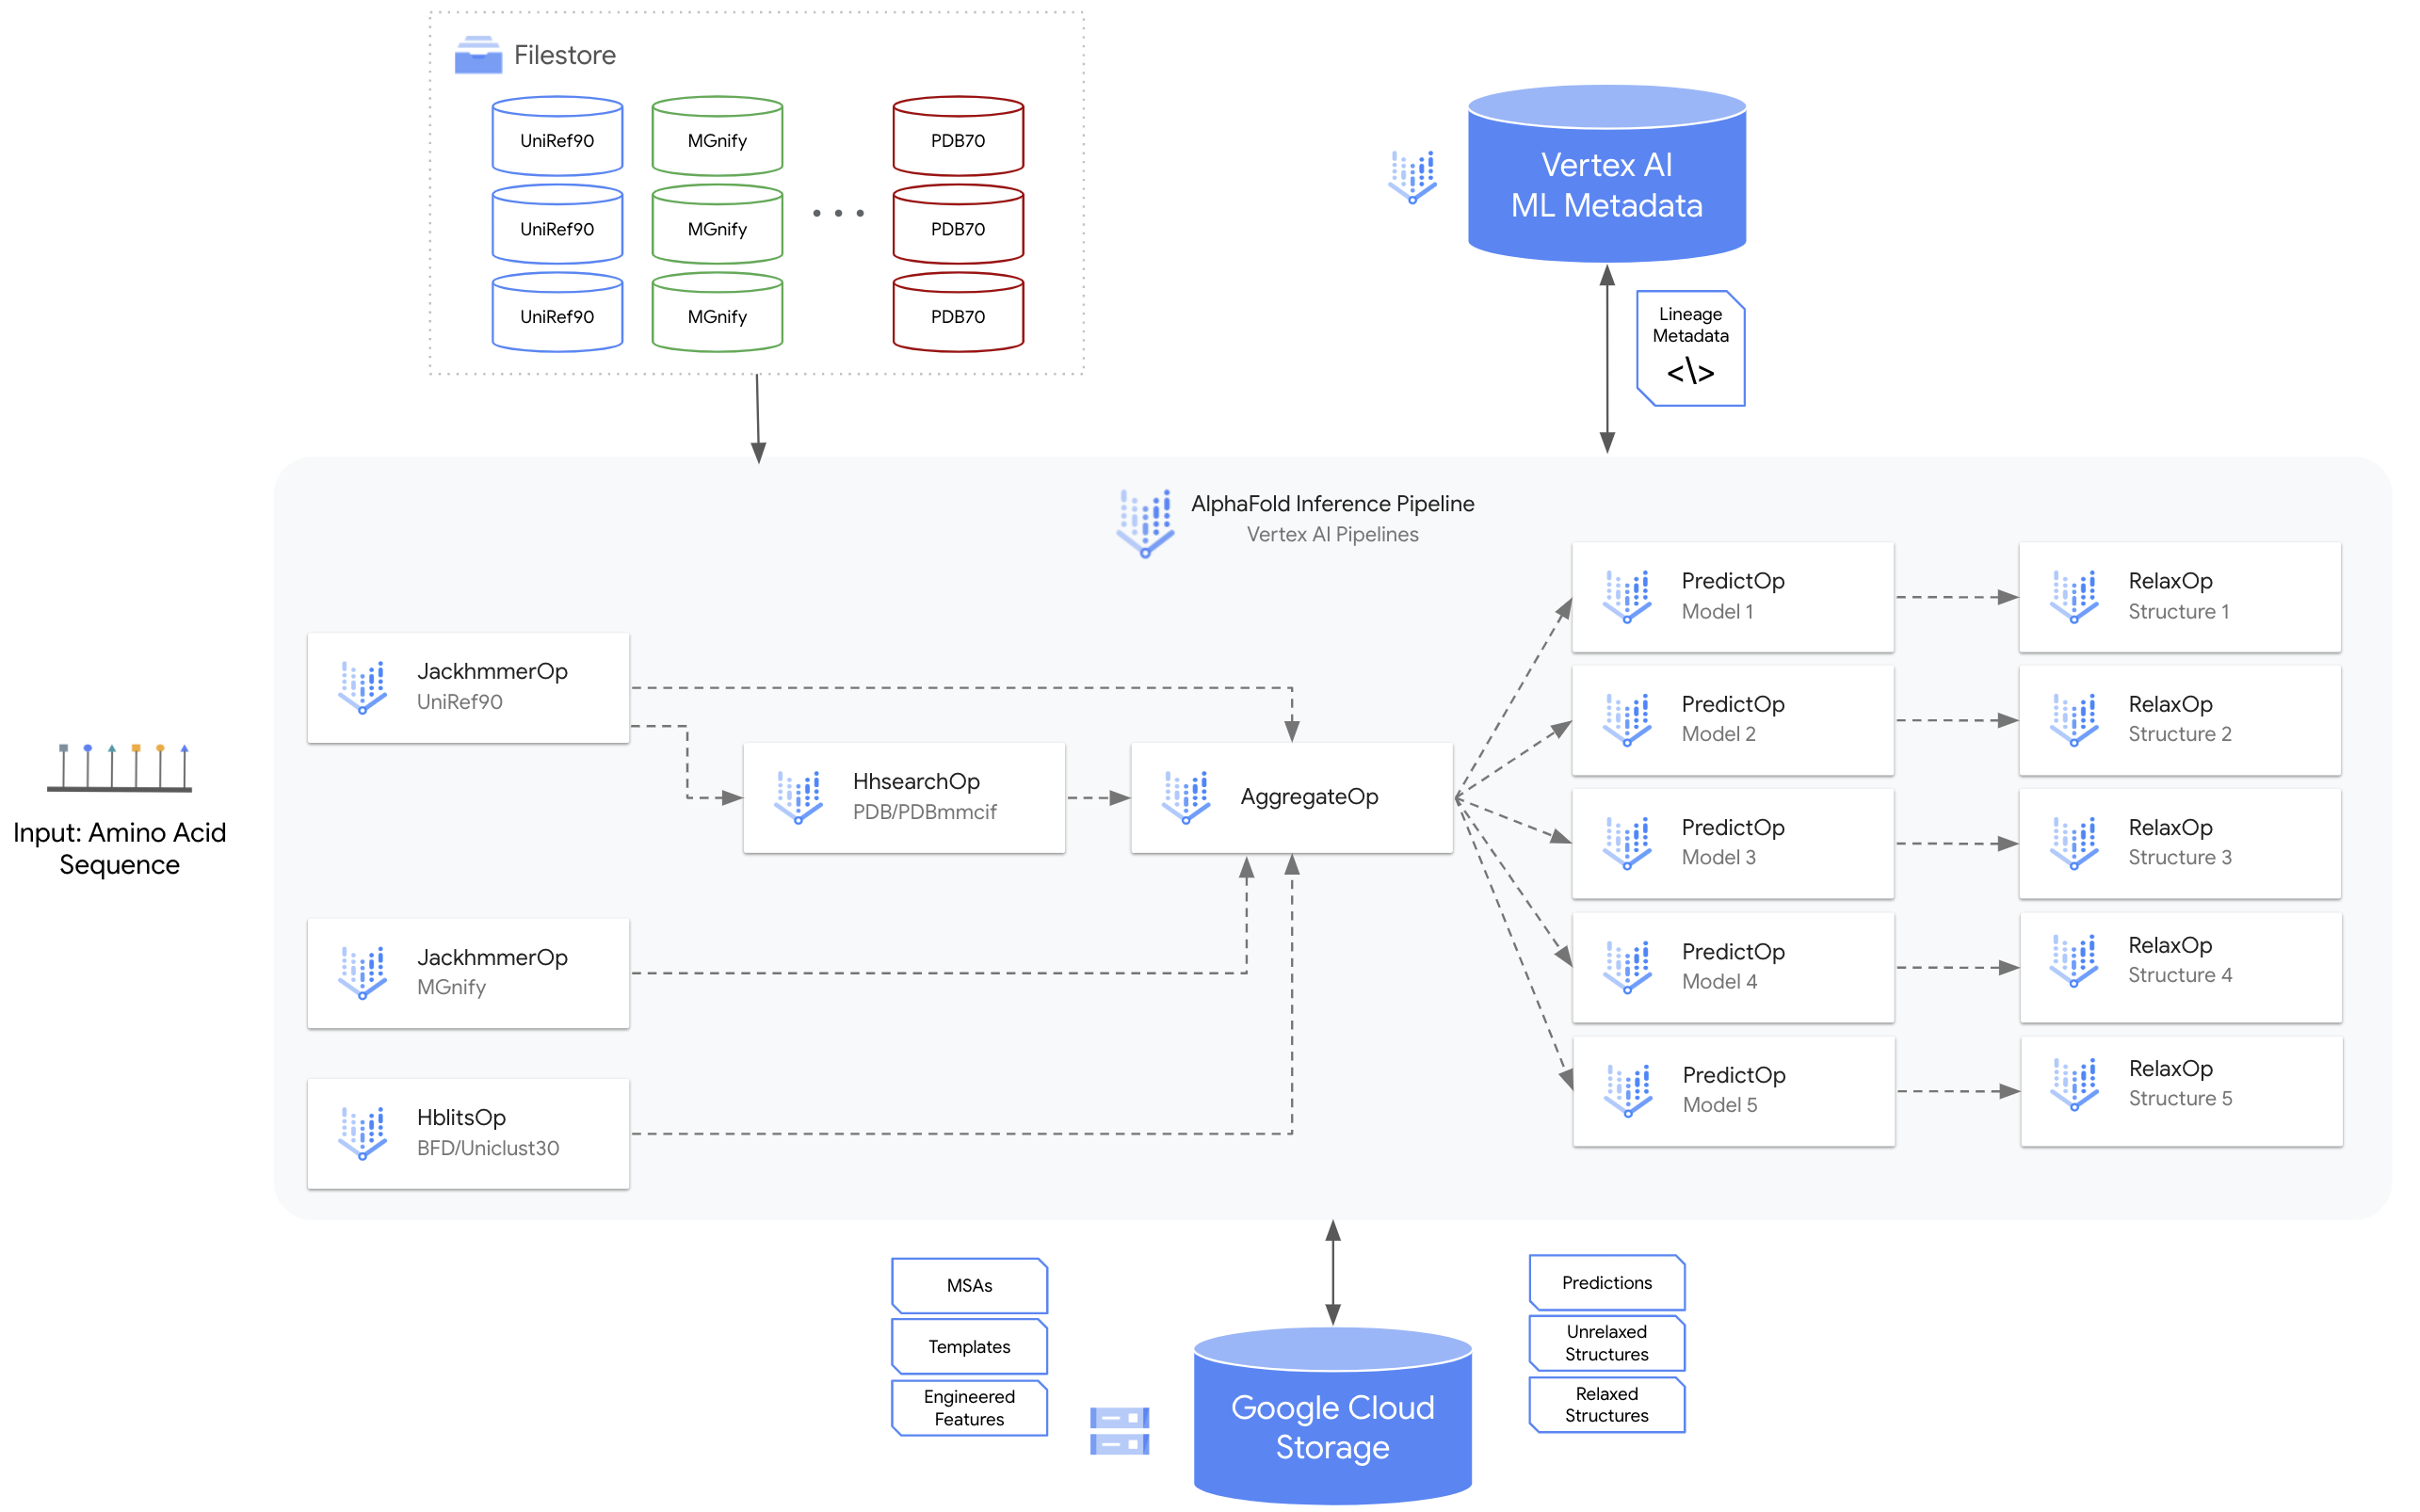 Filestore
UniRef90
MGnify
PDB70
UniRef90
MGnify
PDB70
UniRef90
MGnify
PDB70
Vertex AI
ML Metadata
Lineage
Metadata
<\>
AlphaFold Inference Pipeline
Vertex AI Pipelines
Input: Amino Acid
Sequence
JackhmmerOp
UniRef90
HhsearchOp
PDB/PDBmmcif
AggregateOp
JackhmmerOp
MGnify
HblitsOp
BFD/Uniclust30
PredictOp
Model 1
RelaxOp
Structure 1
PredictOp
Model 2
RelaxOp
Structure 2
PredictOp
Model 3
RelaxOp
Structure 3
PredictOp
Model 4
RelaxOp
Structure 4
PredictOp
Model 5
RelaxOp
Structure 5
MSAs
Templates
Engineered
Features
Google Cloud
Storage
Predictions
Unrelaxed
Structures
Relaxed
Structures